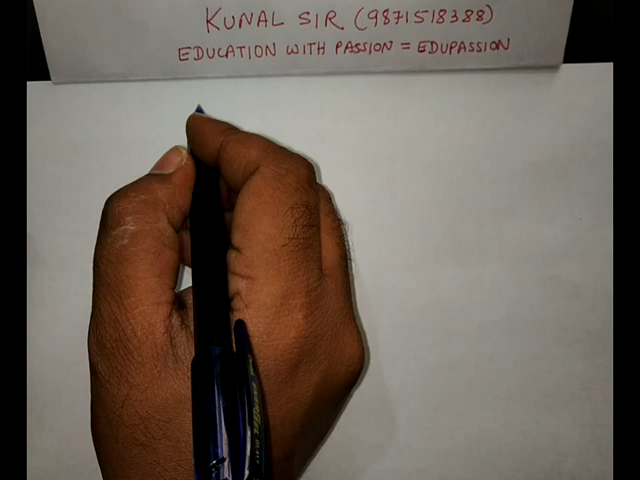 KUNAL SIR (9871518388)
EDUCATION WITH PASSION = EDUPASSION